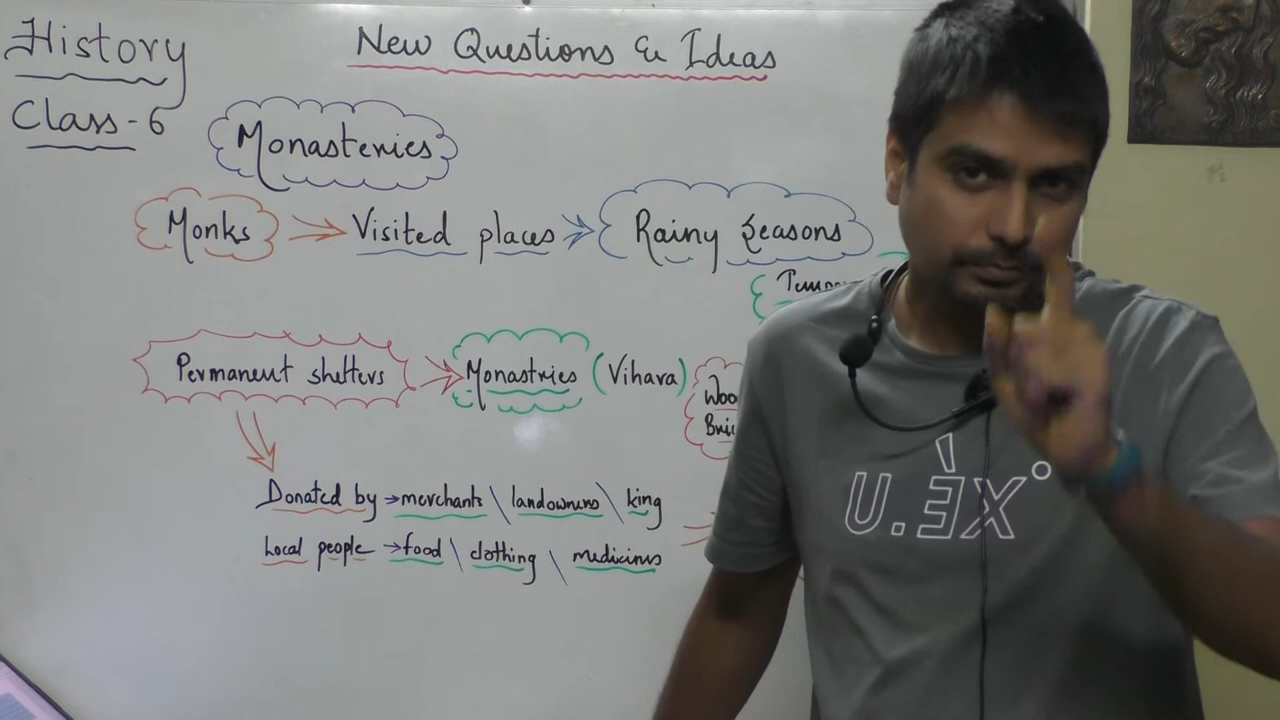 History
Class-6
New Questions & Ideas
Monasteries
Monks → Visited places → Rainy Seasons
Permanent shelters → Monastries (Vihara)
Donated by → merchants \ landowners \ king
Local people → food \ clothing \ medicines
U.EX°